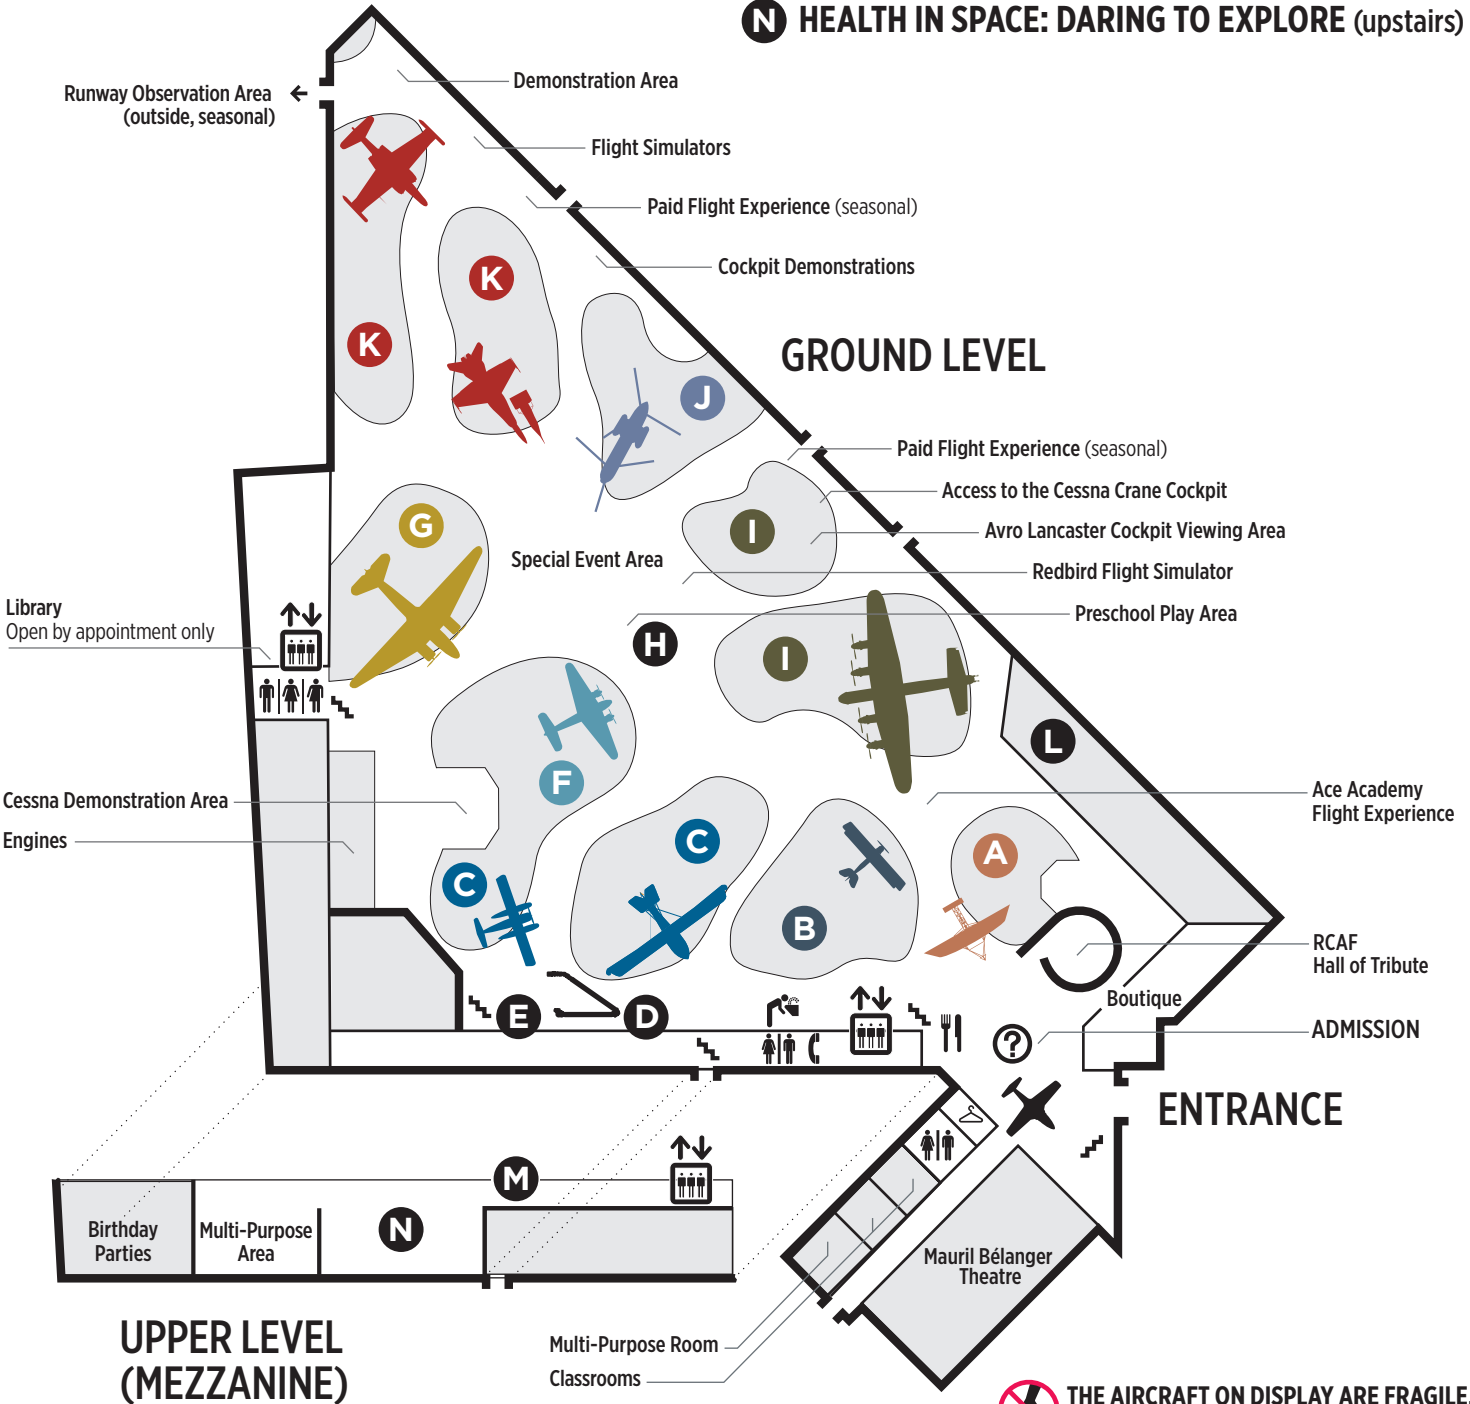 N HEALTH IN SPACE: DARING TO EXPLORE (upstairs)
Demonstration Area
Runway Observation Area
(outside, seasonal)
Flight Simulators
Paid Flight Experience (seasonal)
Cockpit Demonstrations
K
K
GROUND LEVEL
J
Paid Flight Experience (seasonal)
Access to the Cessna Crane Cockpit
G
I
Avro Lancaster Cockpit Viewing Area
Special Event Area
Redbird Flight Simulator
Library
Open by appointment only
Preschool Play Area
H
I
L
F
Cessna Demonstration Area
Ace Academy
Flight Experience
Engines
C
A
C
B
RCAF
Hall of Tribute
Boutique
E
D
?
ADMISSION
ENTRANCE
M
Birthday
Parties
Multi-Purpose
Area
N
Mauril Bélanger
Theatre
UPPER LEVEL
(MEZZANINE)
Multi-Purpose Room
Classrooms
THE AIRCRAFT ON DISPLAY ARE FRAGILE.